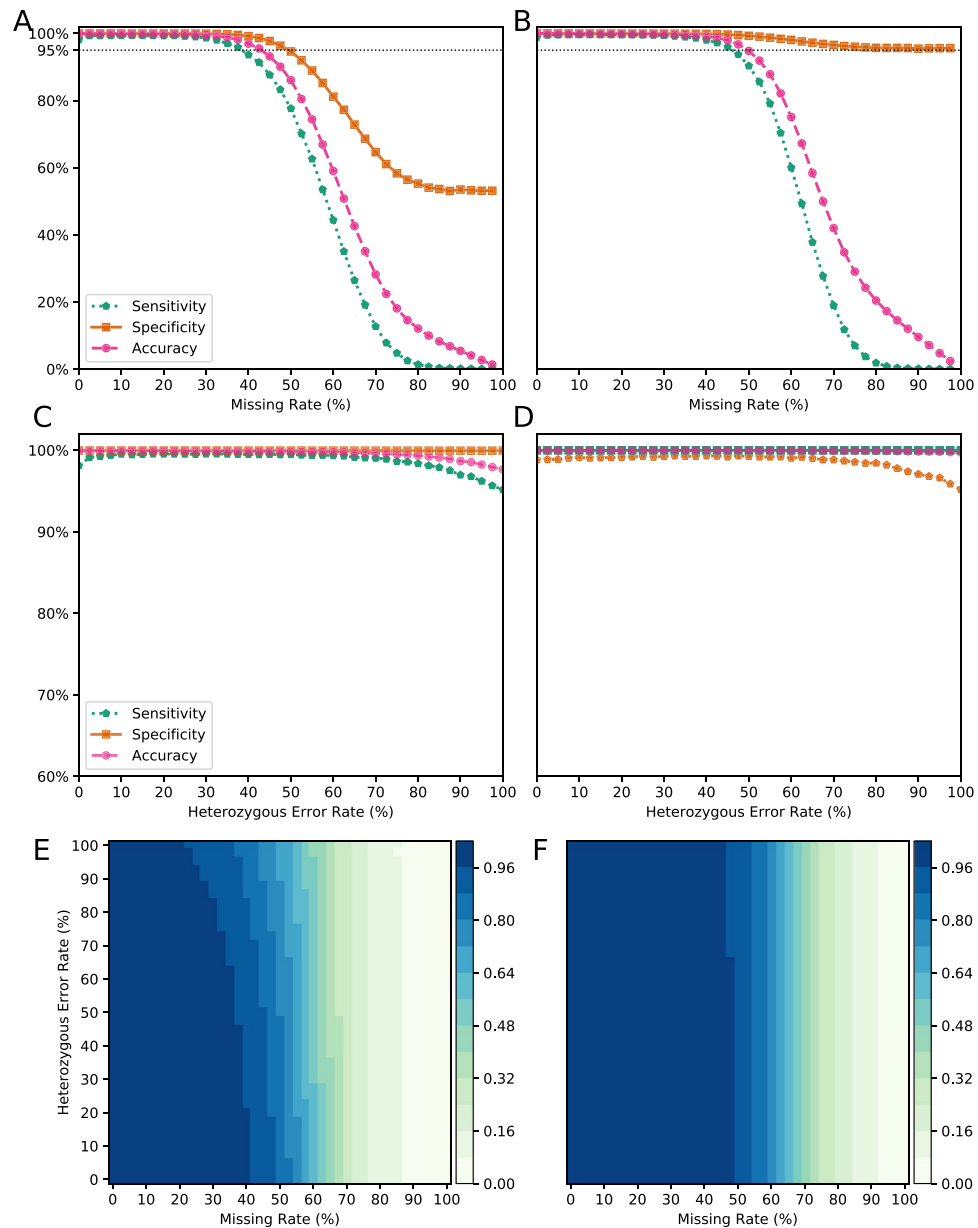 A
B
100%
95%
80%
60%
40%
20%
0%
Sensitivity
Specificity
Accuracy
0 10 20 30 40 50 60 70 80 90 100
0 10 20 30 40 50 60 70 80 90 100
Missing Rate (%)
Missing Rate (%)
C
D
100%
90%
80%
70%
60%
Sensitivity
Specificity
Accuracy
0 10 20 30 40 50 60 70 80 90 100
0 10 20 30 40 50 60 70 80 90 100
Heterozygous Error Rate (%)
Heterozygous Error Rate (%)
E
F
Heterozygous Error Rate (%)
100
90
80
70
60
50
40
30
20
10
0
0.96
0.80
0.64
0.48
0.32
0.16
0.00
0.96
0.80
0.64
0.48
0.32
0.16
0.00
0 10 20 30 40 50 60 70 80 90 100
0 10 20 30 40 50 60 70 80 90 100
Missing Rate (%)
Missing Rate (%)